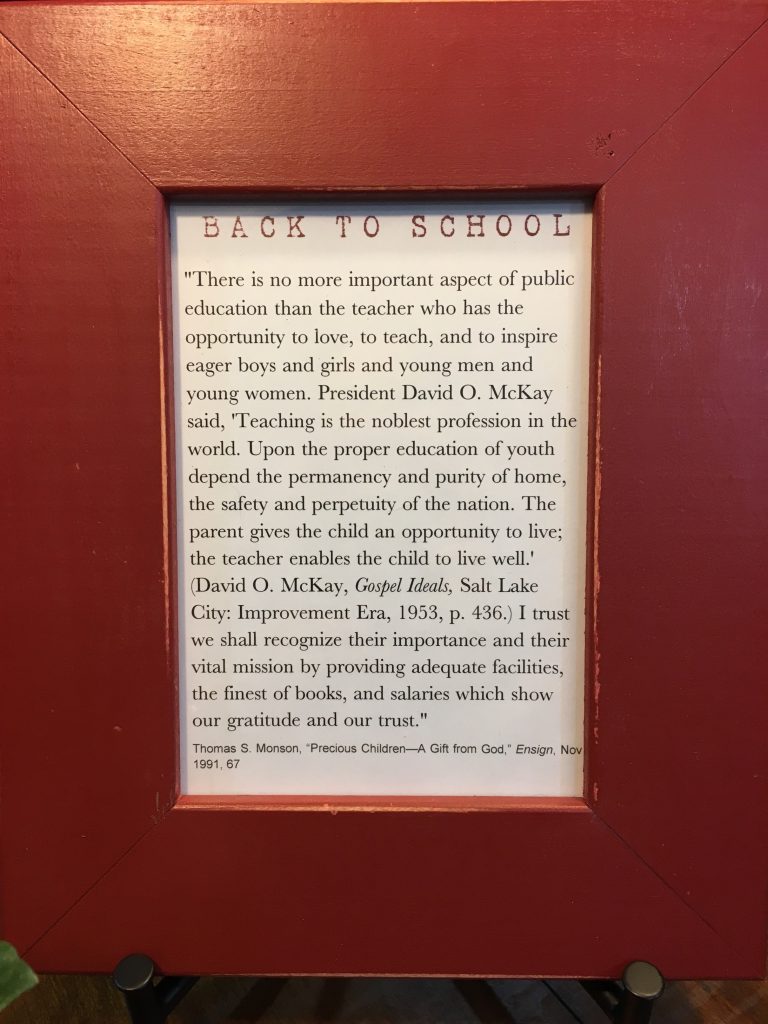 BACK TO SCHOOL
"There is no more important aspect of public
education than the teacher who has the
opportunity to love, to teach, and to inspire
eager boys and girls and young men and
young women. President David O. McKay
said, 'Teaching is the noblest profession in the
world. Upon the proper education of youth
depend the permanency and purity of home,
the safety and perpetuity of the nation. The
parent gives the child an opportunity to live;
the teacher enables the child to live well.'
(David O. McKay, Gospel Ideals, Salt Lake
City: Improvement Era, 1953, p. 436.) I trust
we shall recognize their importance and their
vital mission by providing adequate facilities,
the finest of books, and salaries which show
our gratitude and our trust."
Thomas S. Monson, “Precious Children—A Gift from God,” Ensign, Nov
1991, 67